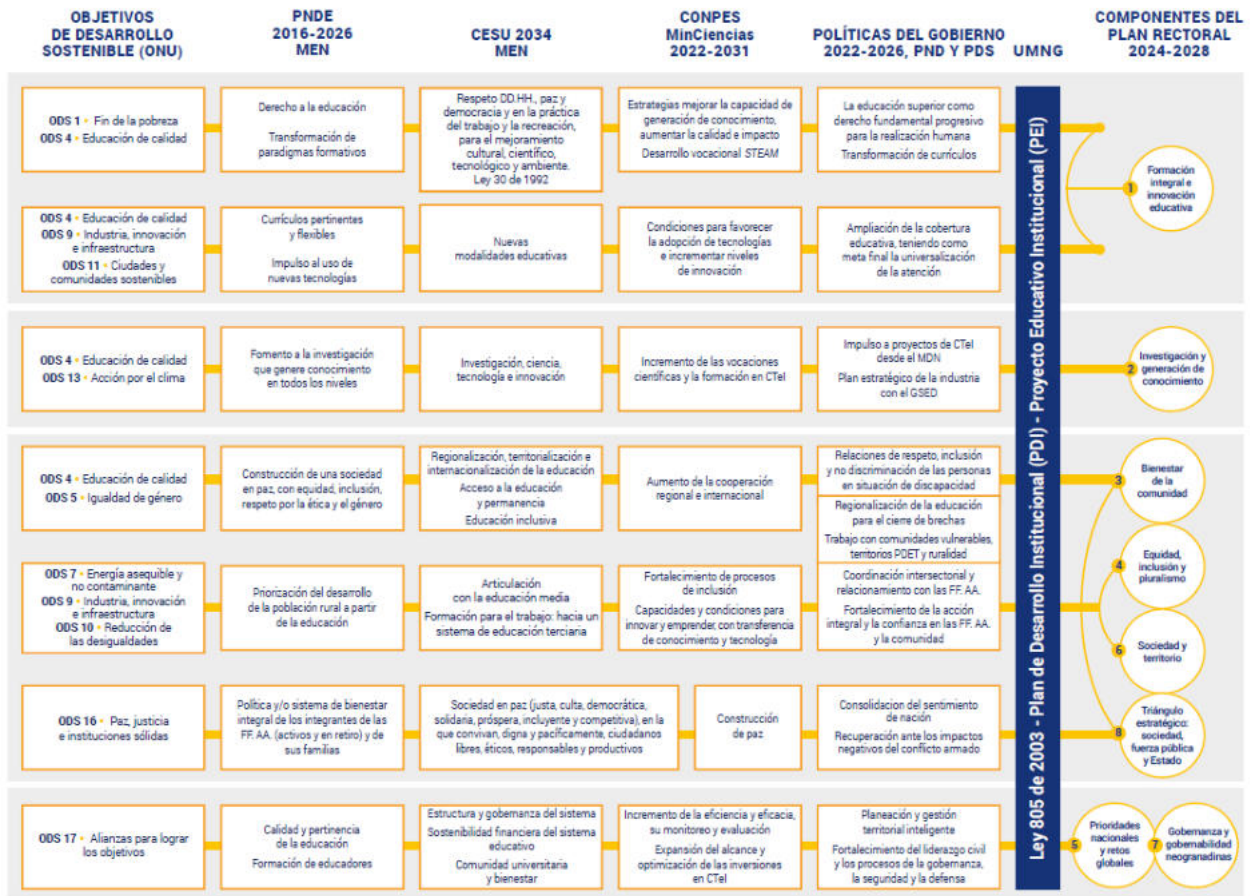 OBJETIVOS
DE DESARROLLO
SOSTENIBLE (ONU)
PNDE
2016-2026
MEN
CESU 2034
MEN
CONPES
MinCiencias
2022-2031
POLÍTICAS DEL GOBIERNO
2022-2026, PND Y PDS
UMNG
COMPONENTES DEL
PLAN RECTORAL
2024-2028
ODS 1 • Fin de la pobreza
ODS 4 • Educación de calidad
Derecho a la educación
Transformación de
paradigmas formativos
Respeto DD.HH., paz y
democracia y en la práctica
del trabajo y la recreación,
para el mejoramiento
cultural, científico,
tecnológico y ambiente.
Ley 30 de 1992
Estrategias mejorar la capacidad de
generación de conocimiento,
aumentar la calidad e impacto
Desarrollo vocacional STEAM
La educación superior como
derecho fundamental progresivo
para la realización humana
Transformación de currículos
ODS 4 • Educación de calidad
ODS 9 • Industria, innovación
e infraestructura
ODS 11 • Ciudades y
comunidades sostenibles
Currículos pertinentes
y flexibles
Impulso al uso de
nuevas tecnologías
Nuevas
modalidades educativas
Condiciones para favorecer
la adopción de tecnologías
e incrementar niveles
de innovación
Ampliación de la cobertura
educativa, teniendo como
meta final la universalización
de la atención
1
Formación
integral e
innovación
educativa
ODS 4 • Educación de calidad
ODS 13 • Acción por el clima
Fomento a la investigación
que genere conocimiento
en todos los niveles
Investigación, ciencia,
tecnología e innovación
Incremento de las vocaciones
científicas y la formación en CTeI
Impulso a proyectos de CTeI
desde el MDN
Plan estratégico de la industria
con el GSED
2
Investigación y
generación de
conocimiento
ODS 4 • Educación de calidad
ODS 5 • Igualdad de género
Construcción de una sociedad
en paz, con equidad, inclusión,
respeto por la ética y el género
Regionalización, territorialización e
internacionalización de la educación
Acceso a la educación
y permanencia
Educación inclusiva
Aumento de la cooperación
regional e internacional
Relaciones de respeto, inclusión
y no discriminación de las personas
en situación de discapacidad
Regionalización de la educación
para el cierre de brechas
Trabajo con comunidades vulnerables,
territorios PDET y ruralidad
3
Bienestar
de la
comunidad
ODS 7 • Energía asequible y
no contaminante
ODS 9 • Industria, innovación
e infraestructura
ODS 10 • Reducción de
las desigualdades
Priorización del desarrollo
de la población rural a partir
de la educación
Articulación
con la educación media
Formación para el trabajo: hacia un
sistema de educación terciaria
Fortalecimiento de procesos
de inclusión
Capacidades y condiciones para
innovar y emprender, con transferencia
de conocimiento y tecnología
Coordinación intersectorial y
relacionamiento con las FF. AA.
Fortalecimiento de la acción
integral y la confianza en las FF. AA.
y la comunidad
4
Equidad,
inclusión y
pluralismo
6
Sociedad y
territorio
ODS 16 • Paz, justicia
e instituciones sólidas
Política y/o sistema de bienestar
integral de los integrantes de las
FF. AA. (activos y en retiro) y de
sus familias
Sociedad en paz (justa, culta, democrática,
solidaria, próspera, incluyente y competitiva), en la
que convivan, digna y pacíficamente, ciudadanos
libres, éticos, responsables y productivos
Construcción
de paz
Consolidacion del sentimiento
de nación
Recuperación ante los impactos
negativos del conflicto armado
8
Triángulo
estratégico:
sociedad,
fuerza pública
y Estado
ODS 17 • Alianzas para lograr
los objetivos
Calidad y pertinencia
de la educación
Formación de educadores
Estructura y gobernanza del sistema
Sostenibilidad financiera del sistema
educativo
Comunidad universitaria
y bienestar
Incremento de la eficiencia y eficacia,
su monitoreo y evaluación
Expansión del alcance y
optimización de las inversiones
en CTeI
Planeación y gestión
territorial inteligente
Fortalecimiento del liderazgo civil
y los procesos de la gobernanza,
la seguridad y la defensa
5
Prioridades
nacionales
y retos
globales
7
Gobernanza y
gobernabilidad
neogranadinas
Ley 805 de 2003 - Plan de Desarrollo Institucional (PDI) - Proyecto Educativo Institucional (PEI)